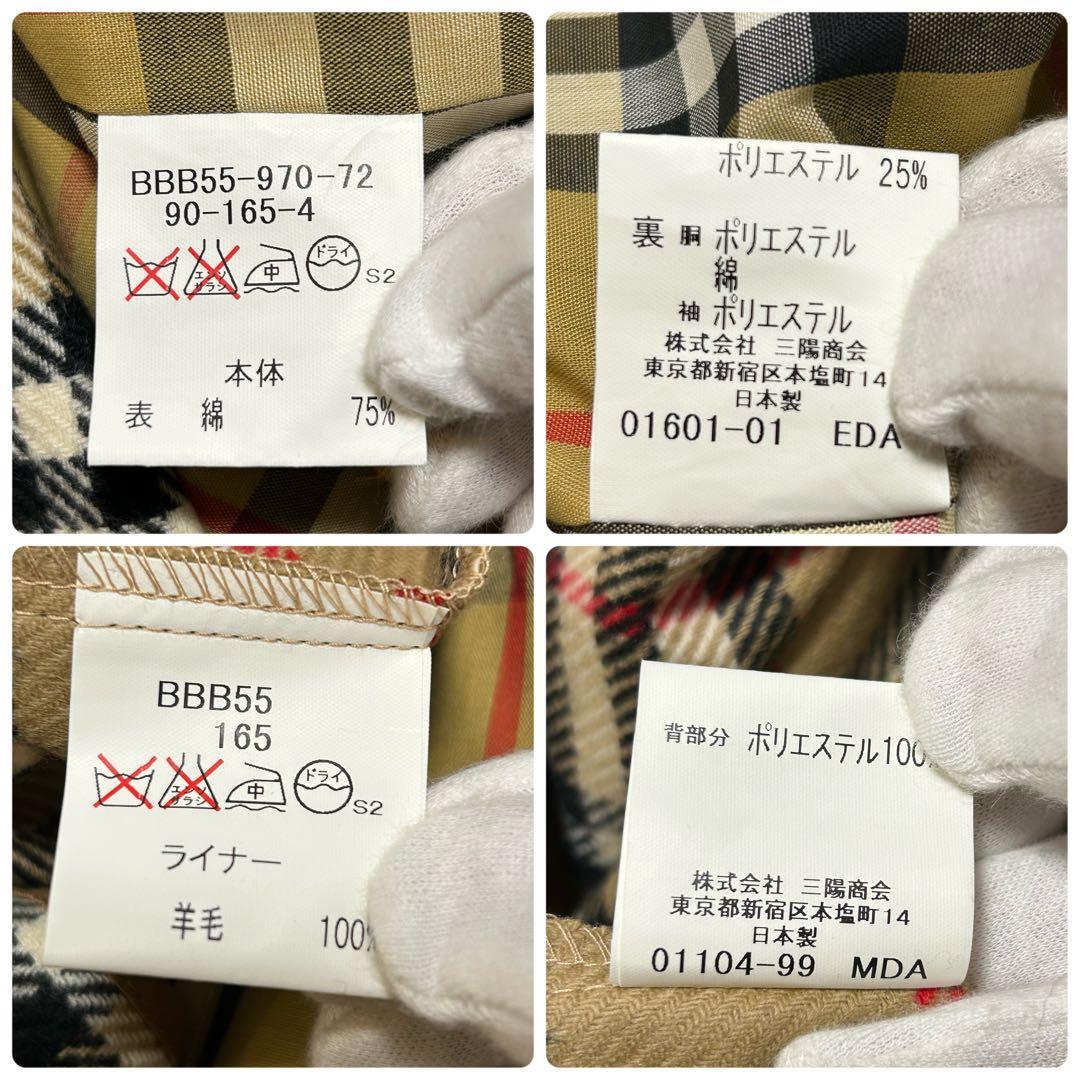 BBB55-970-72
90-165-4
エンソ
サラシ
中
ドライ
S2
本体
表 綿 75%
ポリエステル 25%
裏 胴 ポリエステル
綿
袖 ポリエステル
株式会社 三陽商会
東京都新宿区本塩町14
日本製
01601-01 EDA
BBB55
165
エンソ
サラシ
中
ドライ
S2
ライナー
羊毛 100%
背部分 ポリエステル100%
株式会社 三陽商会
東京都新宿区本塩町14
日本製
01104-99 MDA